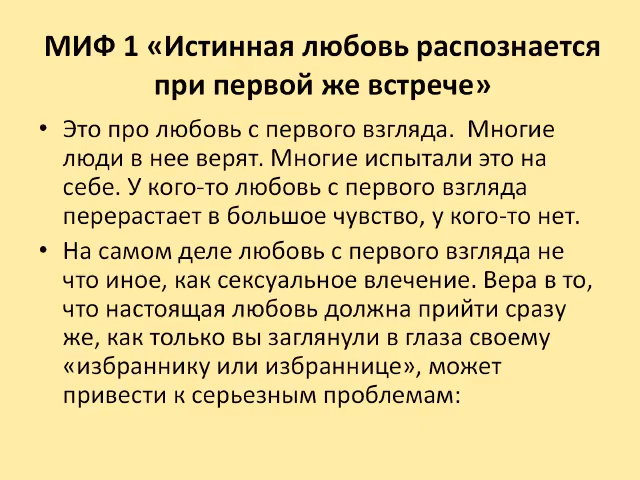 МИФ 1 «Истинная любовь распознается
при первой же встрече»
• Это про любовь с первого взгляда.  Многие
люди в нее верят. Многие испытали это на
себе. У кого-то любовь с первого взгляда
перерастает в большое чувство, у кого-то нет.
• На самом деле любовь с первого взгляда не
что иное, как сексуальное влечение. Вера в то,
что настоящая любовь должна прийти сразу
же, как только вы заглянули в глаза своему
«избраннику или избраннице», может
привести к серьезным проблемам: